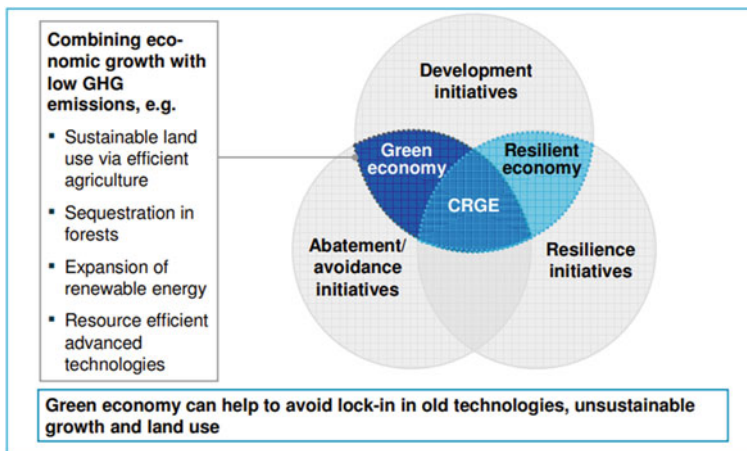 Combining eco-
nomic growth with
low GHG
emissions, e.g.
▪ Sustainable land
use via efficient
agriculture
▪ Sequestration in
forests
▪ Expansion of
renewable energy
▪ Resource efficient
advanced
technologies
Development
initiatives
Green
economy
Resilient
economy
CRGE
Abatement/
avoidance
initiatives
Resilience
initiatives
Green economy can help to avoid lock-in in old technologies, unsustainable
growth and land use